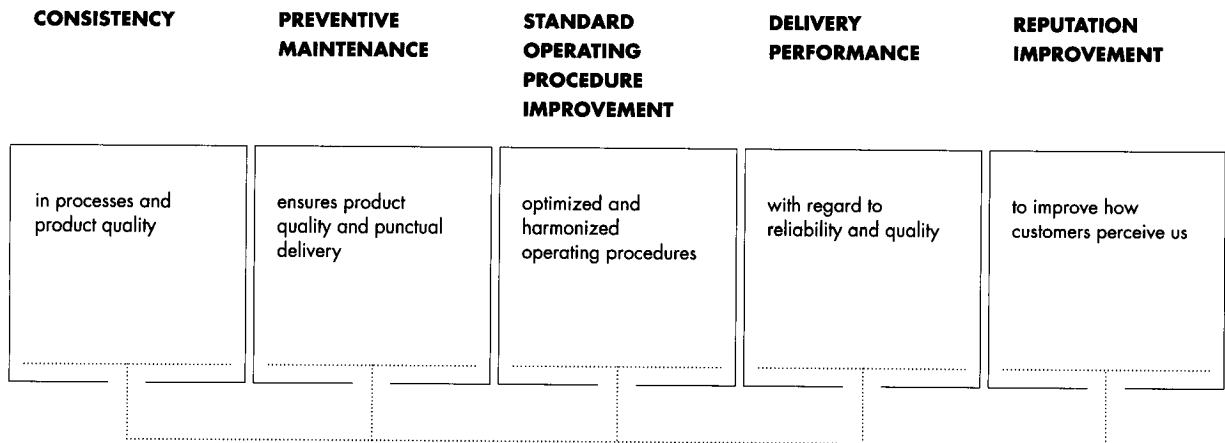 CONSISTENCY
PREVENTIVE
MAINTENANCE
STANDARD
OPERATING
PROCEDURE
IMPROVEMENT
DELIVERY
PERFORMANCE
REPUTATION
IMPROVEMENT
in processes and
product quality
ensures product
quality and punctual
delivery
optimized and
harmonized
operating procedures
with regard to
reliability and quality
to improve how
customers perceive us